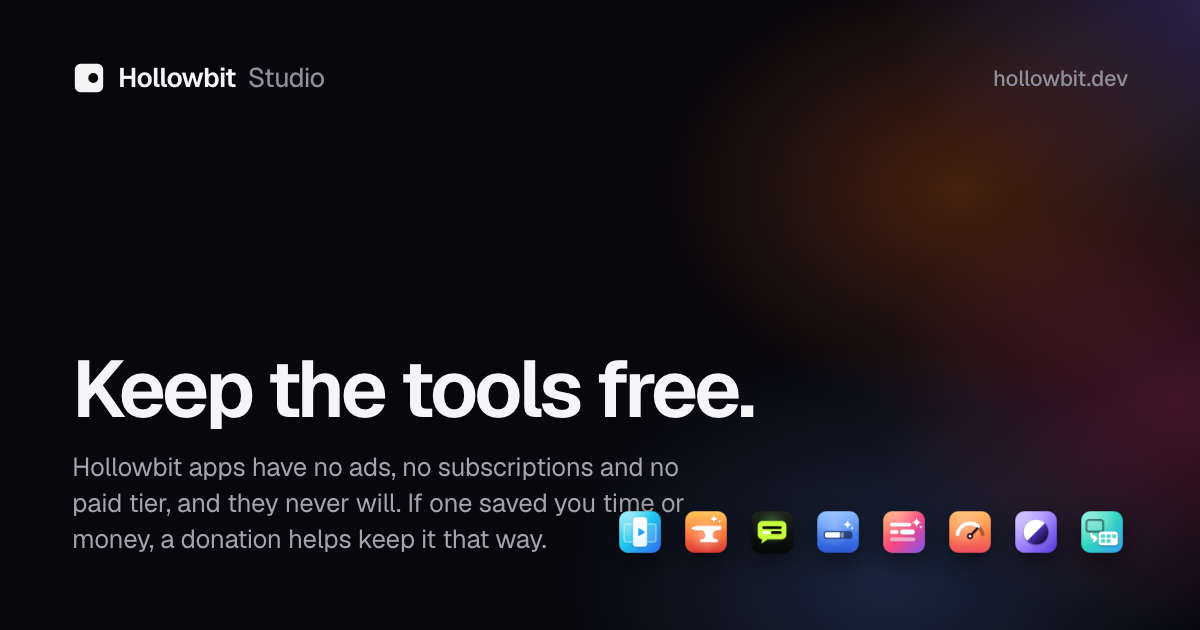 Hollowbit Studio
hollowbit.dev
Keep the tools free.
Hollowbit apps have no ads, no subscriptions and no
paid tier, and they never will. If one saved you time or
money, a donation helps keep it that way.